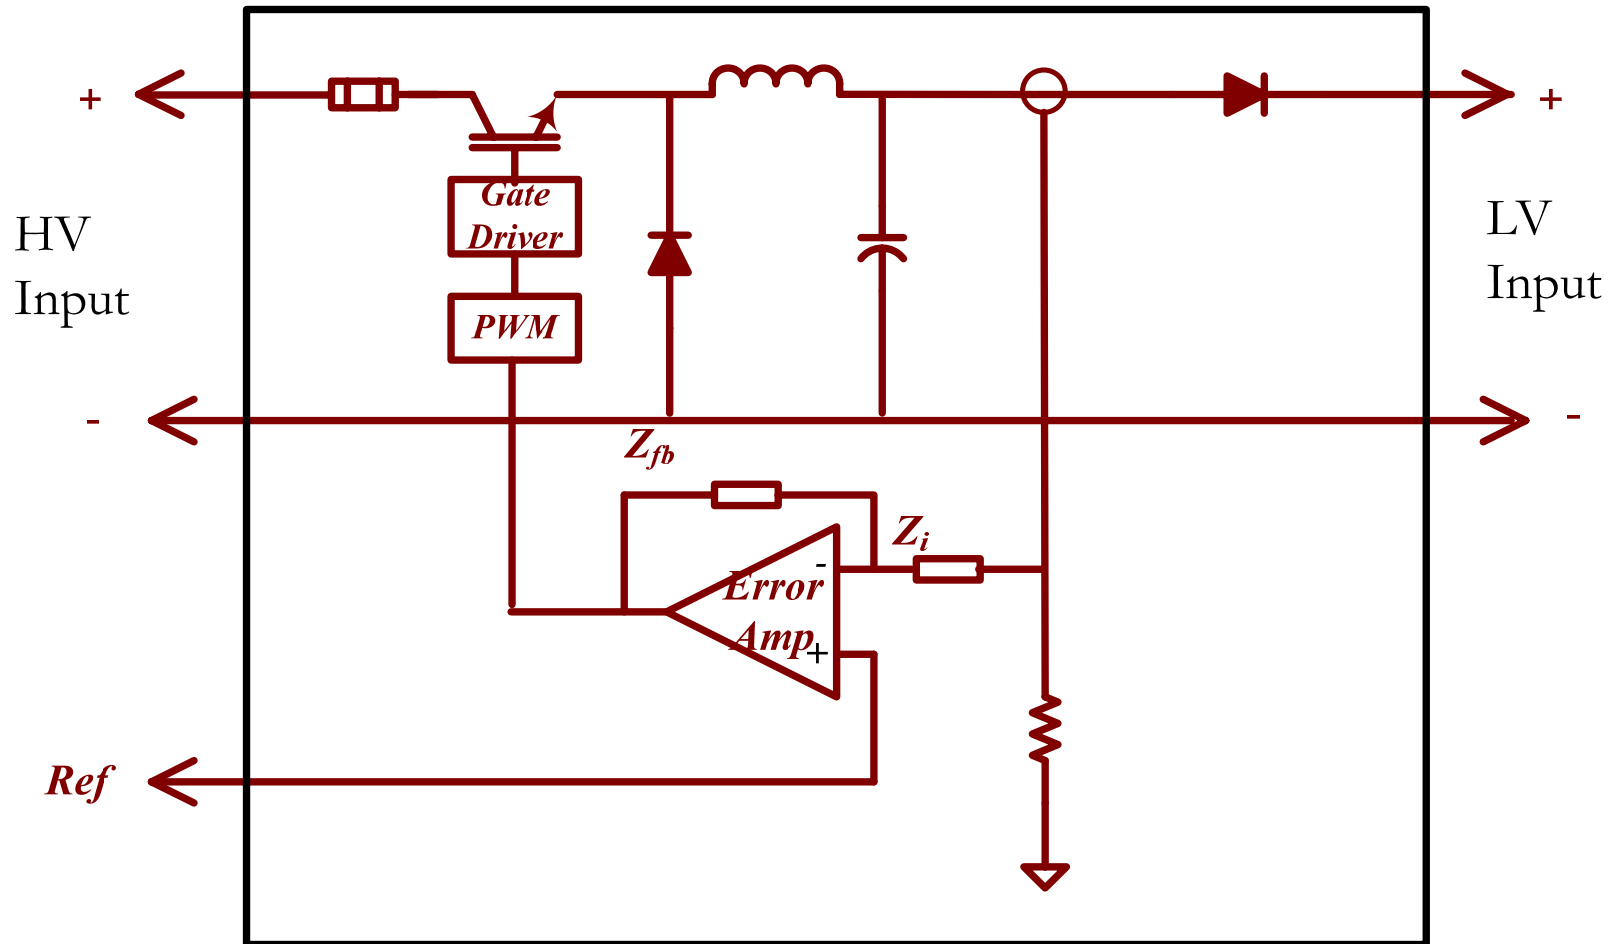 +
+
Gate
Driver
HV
Input
LV
Input
PWM
-
-
Zfb
Zi
-
Error
Amp
+
Ref